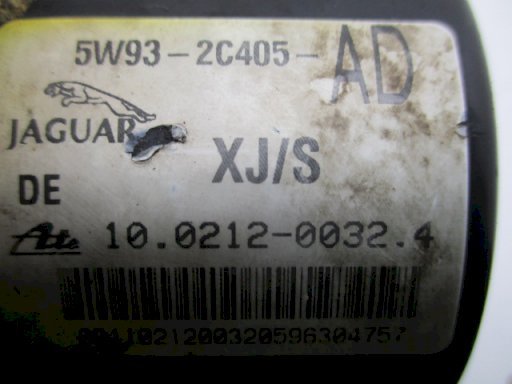 5W93-2C405-AD
JAGUAR
XJ/S
DE
Ate 10.0212-0032.4